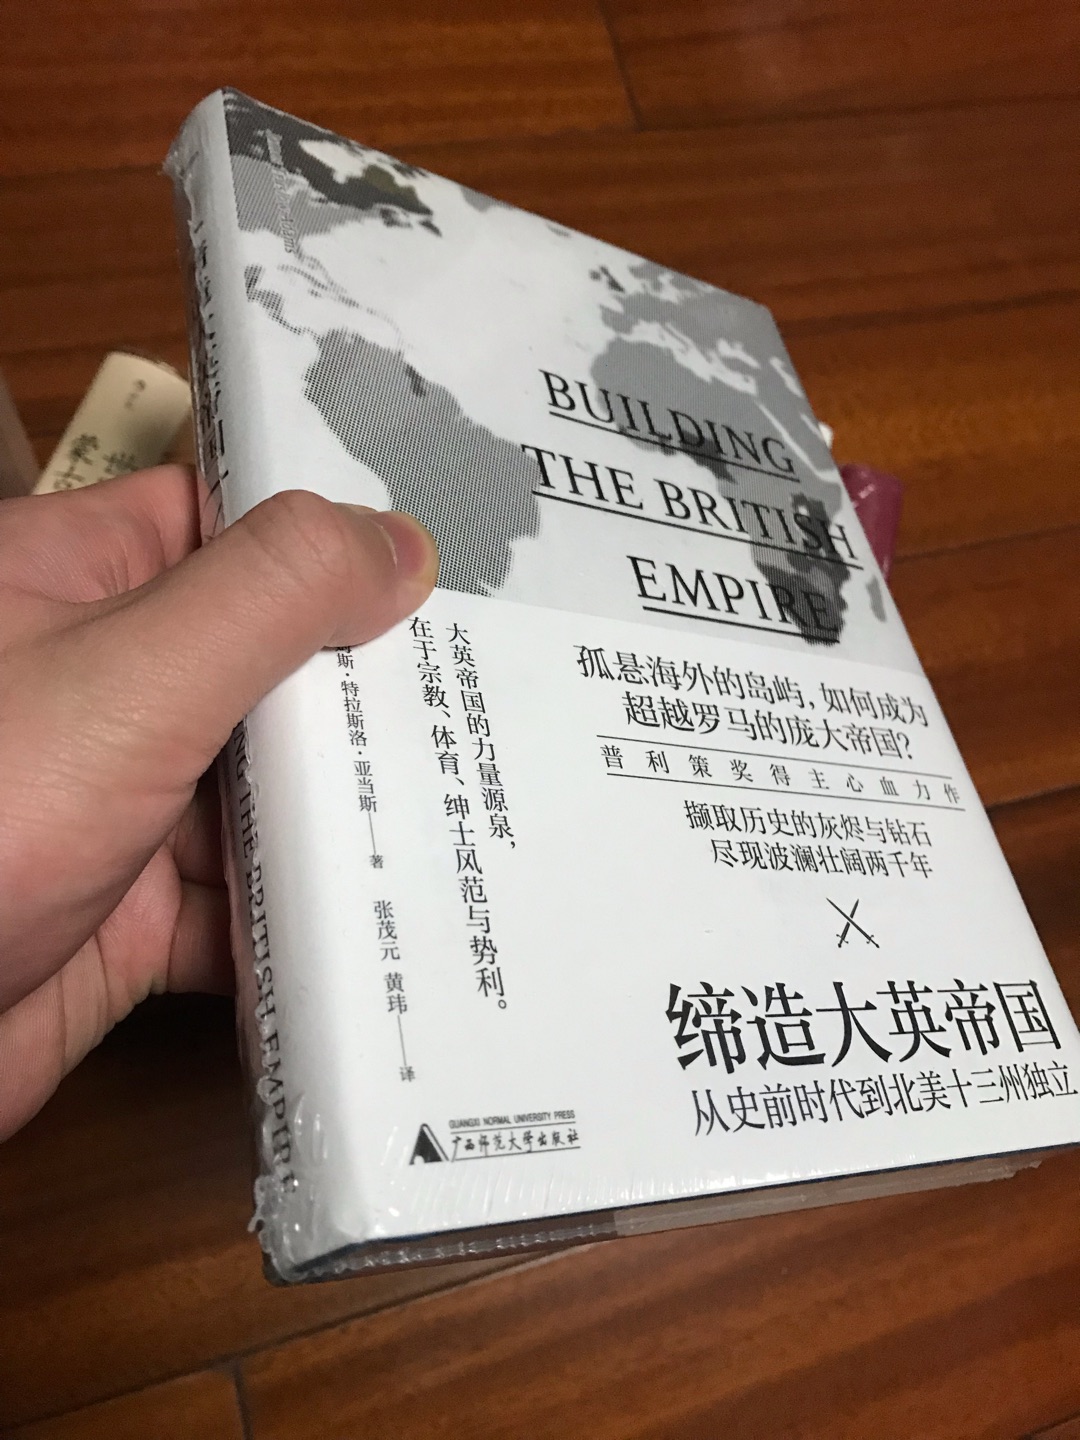 BUILDING
THE BRITISH
EMPIRE
孤悬海外的岛屿，如何成为
超越罗马的庞大帝国？
普利策奖得主心血力作
撷取历史的灰烬与钻石
尽现波澜壮阔两千年
缔造大英帝国
从史前时代到北美十三州独立
大英帝国的力量源泉，
在于宗教、体育、绅士风范与势利。
姆斯·特拉斯洛·亚当斯——著
张茂元 黄玮——译
GUANGXI NORMAL UNIVERSITY PRESS
广西师范大学出版社
THE BRITISH EMPIRE